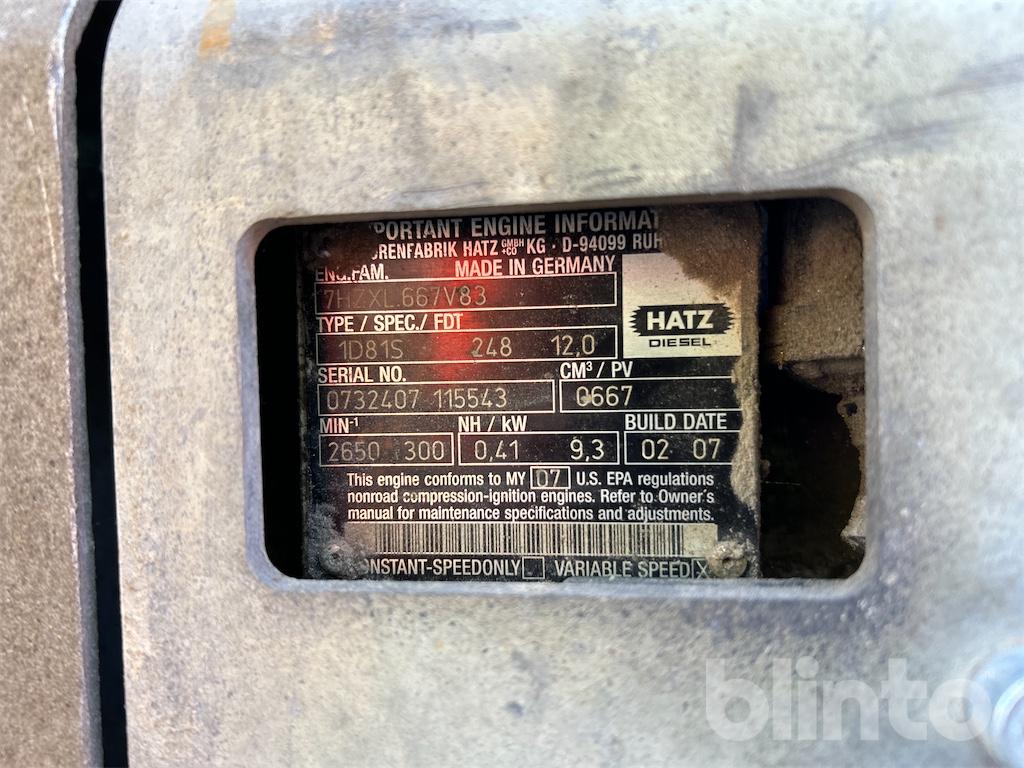 PORTANT ENGINE INFORMAT
ORENFABRIK HATZ GMBH +CO KG · D-94099 RUH
ENG.FAM. MADE IN GERMANY
7HZXL.667V83
TYPE / SPEC./ FDT
1D81S 248 12,0
HATZ
DIESEL
SERIAL NO. CM³ / PV
0732407 115543 0667
MIN-¹ NH / kW BUILD DATE
2650 300 0,41 9,3 02 07
This engine conforms to MY 07 U.S. EPA regulations
nonroad compression-ignition engines. Refer to Owner's
manual for maintenance specifications and adjustments.
ONSTANT-SPEEDONLY VARIABLE SPEED X
blinto